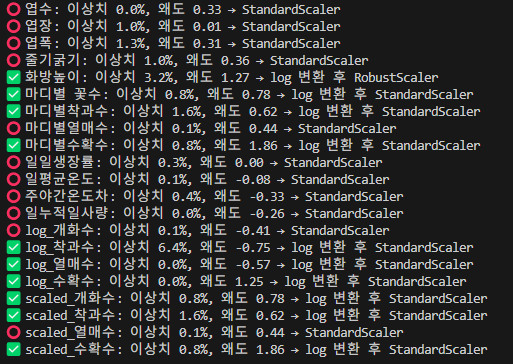 ⭕ 엽수: 이상치 0.0%, 왜도 0.33 → StandardScaler
⭕ 엽장: 이상치 1.0%, 왜도 0.01 → StandardScaler
⭕ 엽폭: 이상치 1.3%, 왜도 0.31 → StandardScaler
⭕ 줄기굵기: 이상치 1.0%, 왜도 0.36 → StandardScaler
✅ 화방높이: 이상치 3.2%, 왜도 1.27 → log 변환 후 RobustScaler
✅ 마디별 꽃수: 이상치 0.8%, 왜도 0.78 → log 변환 후 StandardScaler
✅ 마디별착과수: 이상치 1.6%, 왜도 0.62 → log 변환 후 StandardScaler
⭕ 마디별열매수: 이상치 0.1%, 왜도 0.44 → StandardScaler
✅ 마디별수확수: 이상치 0.8%, 왜도 1.86 → log 변환 후 StandardScaler
⭕ 일일생장률: 이상치 0.3%, 왜도 0.00 → StandardScaler
⭕ 일평균온도: 이상치 0.1%, 왜도 -0.08 → StandardScaler
⭕ 주야간온도차: 이상치 0.4%, 왜도 -0.33 → StandardScaler
⭕ 일누적일사량: 이상치 0.0%, 왜도 -0.26 → StandardScaler
⭕ log_개화수: 이상치 0.1%, 왜도 -0.41 → StandardScaler
✅ log_착과수: 이상치 6.4%, 왜도 -0.75 → log 변환 후 StandardScaler
✅ log_열매수: 이상치 0.0%, 왜도 -0.57 → log 변환 후 StandardScaler
✅ log_수확수: 이상치 0.0%, 왜도 1.25 → log 변환 후 StandardScaler
✅ scaled_개화수: 이상치 0.8%, 왜도 0.78 → log 변환 후 StandardScaler
✅ scaled_착과수: 이상치 1.6%, 왜도 0.62 → log 변환 후 StandardScaler
⭕ scaled_열매수: 이상치 0.1%, 왜도 0.44 → StandardScaler
✅ scaled_수확수: 이상치 0.8%, 왜도 1.86 → log 변환 후 StandardScaler